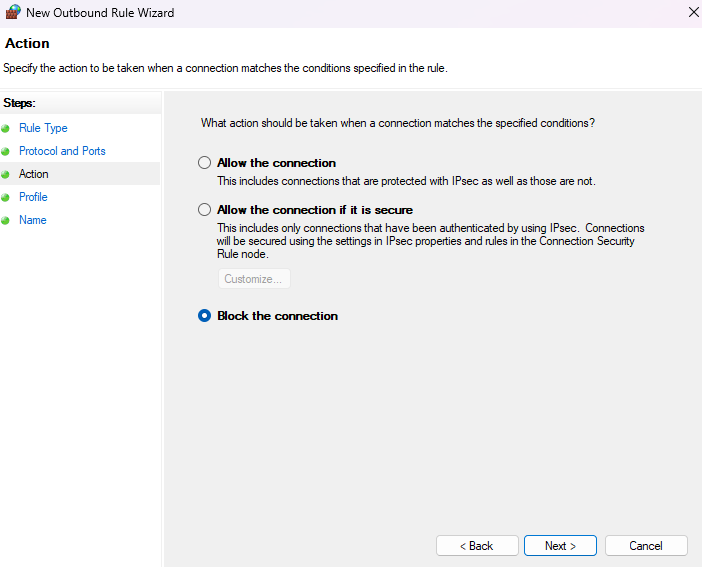 New Outbound Rule Wizard
Action
Specify the action to be taken when a connection matches the conditions specified in the rule.
Steps:
Rule Type
Protocol and Ports
Action
Profile
Name
What action should be taken when a connection matches the specified conditions?
Allow the connection
This includes connections that are protected with IPsec as well as those are not.
Allow the connection if it is secure
This includes only connections that have been authenticated by using IPsec. Connections
will be secured using the settings in IPsec properties and rules in the Connection Security
Rule node.
Customize...
Block the connection
< Back
Next >
Cancel